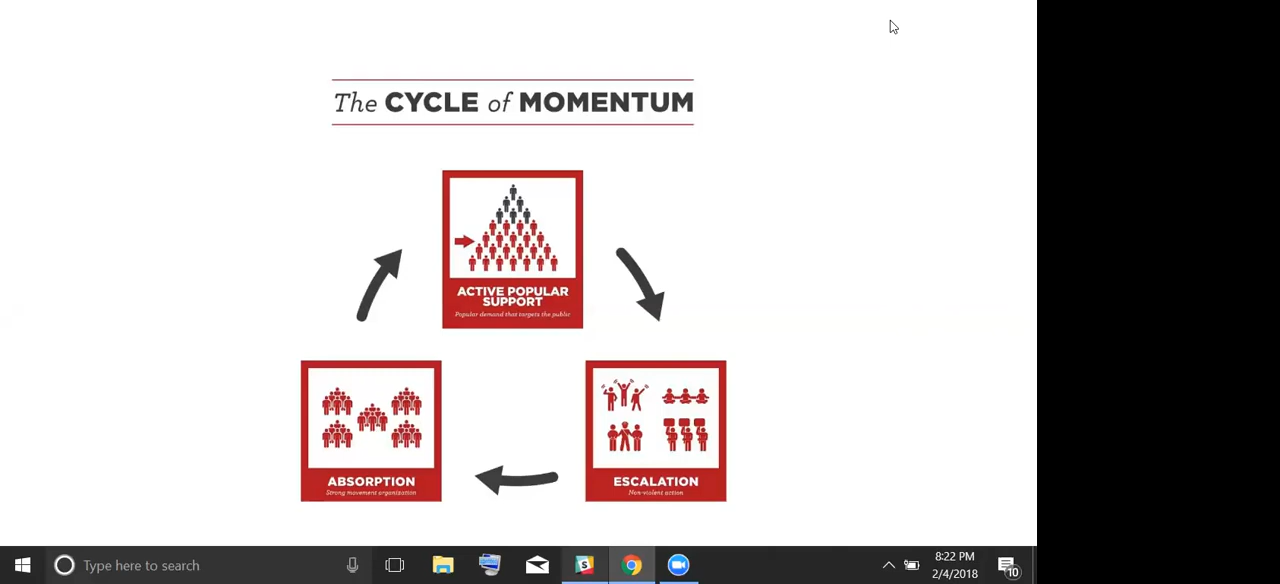 The CYCLE of MOMENTUM
ACTIVE POPULAR
SUPPORT
Popular demand that targets the public
ABSORPTION
Strong movement organization
ESCALATION
Non-violent action
Type here to search
8:22 PM
2/4/2018
10